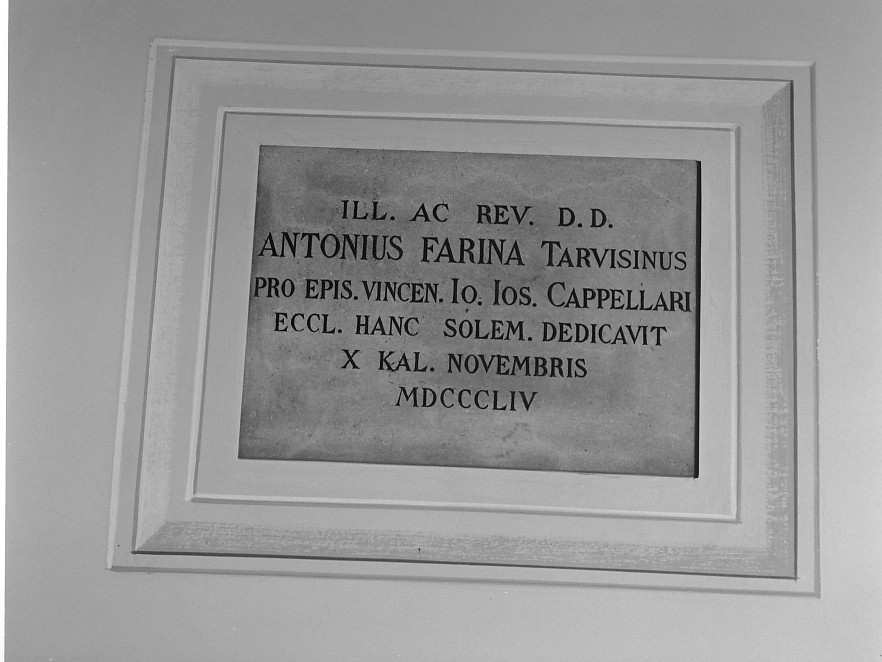 ILL. AC REV. D.D.
ANTONIUS FARINA TARVISINUS
PRO EPIS. VINCEN. IO. IOS. CAPPELLARI
ECCL. HANC SOLEM. DEDICAVIT
X KAL. NOVEMBRIS
MDCCCLIV